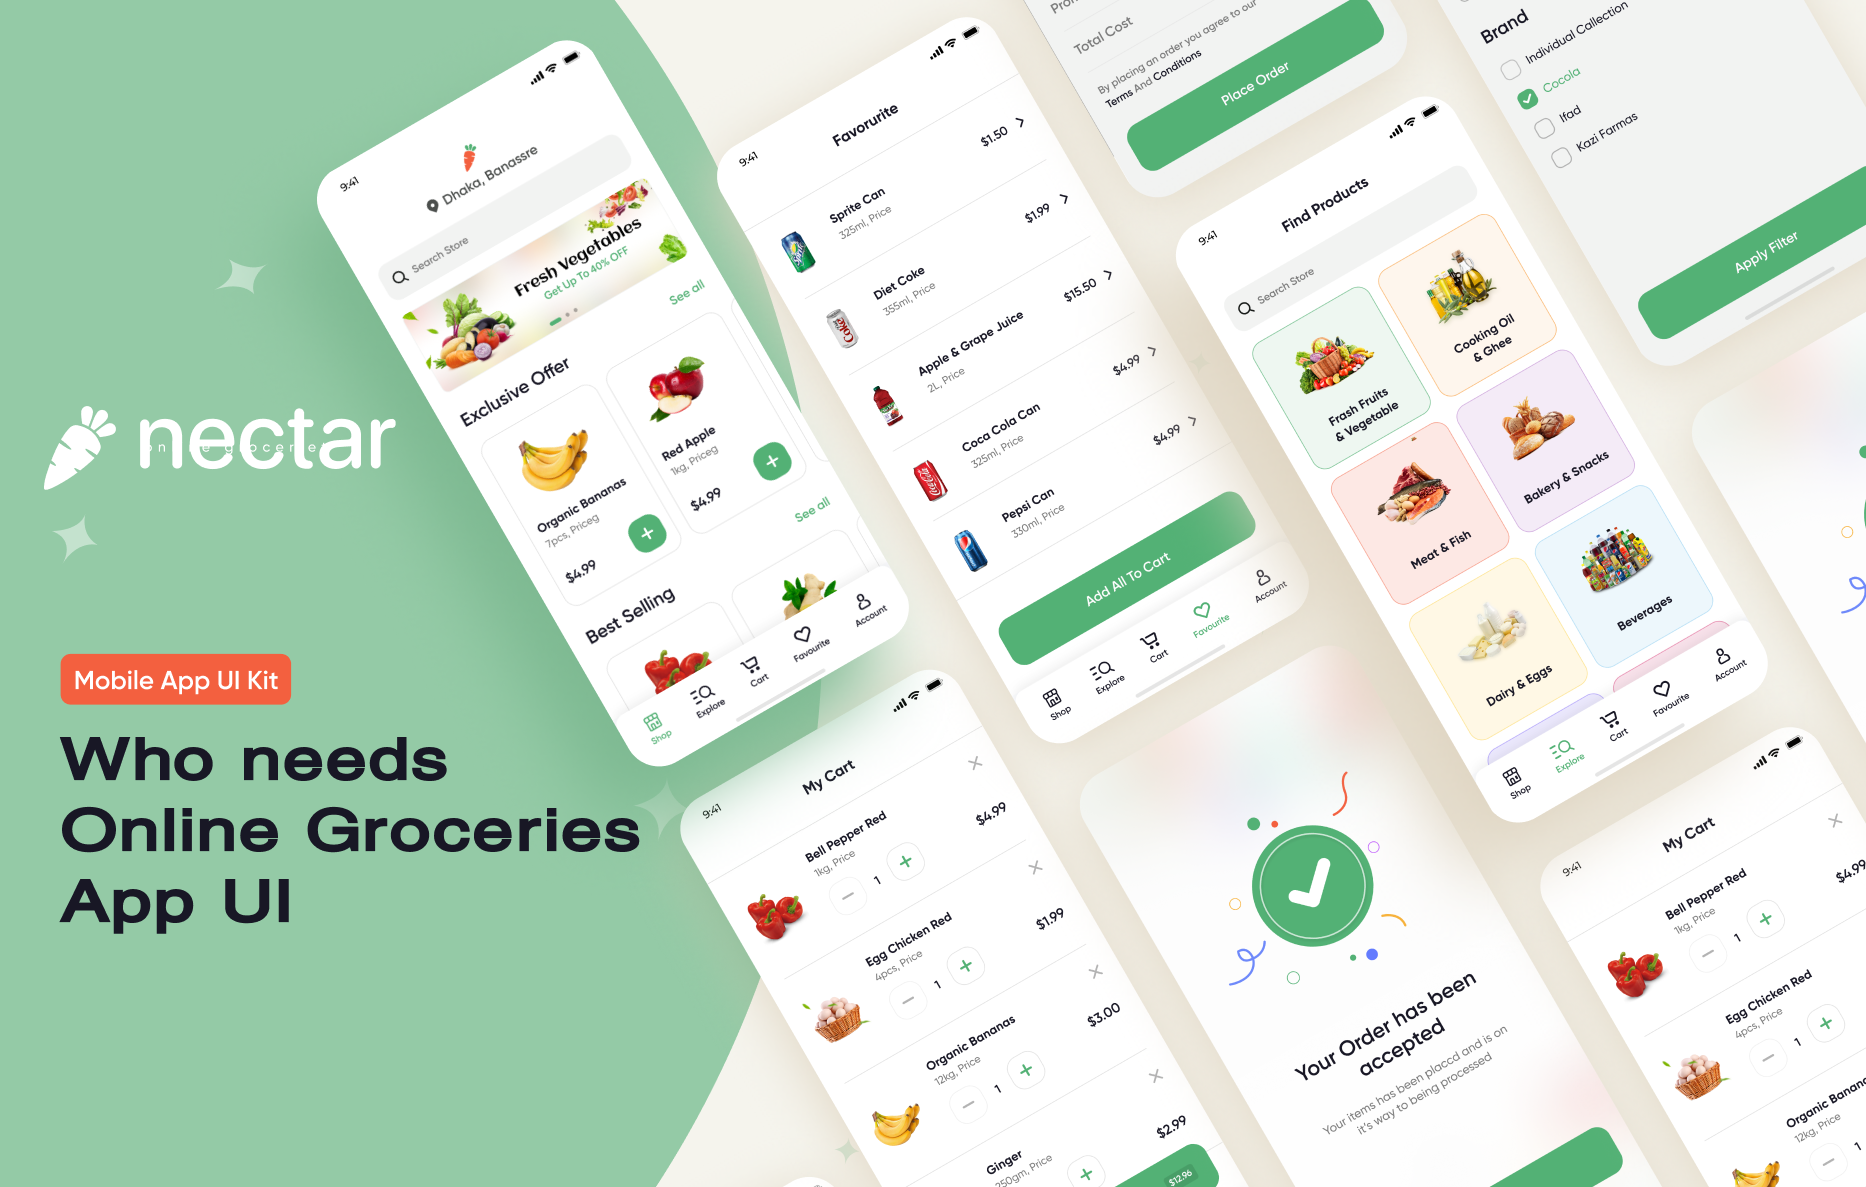 nectar
online groceries
Mobile App UI Kit
Who needs
Online Groceries
App UI
9:41
Dhaka, Banassre
Search Store
Fresh Vegetables
Get Up To 40% OFF
Exclusive Offer
See all
Organic Bananas
7pcs, Priceg
$4.99
Red Apple
1kg, Priceg
$4.99
Best Selling
See all
Shop
Explore
Cart
Favourite
Account
9:41
Favorurite
Sprite Can
325ml, Price
$1.50
Diet Coke
355ml, Price
$1.99
Apple & Grape Juice
2L, Price
$15.50
Coca Cola Can
325ml, Price
$4.99
Pepsi Can
330ml, Price
$4.99
Add All To Cart
Shop
Explore
Cart
Favourite
Account
Total Cost
By placing an order you agree to our
Terms And Conditions
Place Order
Brand
Individual Collection
Cocola
Ifad
Kazi Farmas
Apply Filter
9:41
Find Products
Search Store
Frash Fruits
& Vegetable
Cooking Oil
& Ghee
Meat & Fish
Bakery & Snacks
Dairy & Eggs
Beverages
Shop
Explore
Cart
Favourite
Account
9:41
My Cart
Bell Pepper Red
1kg, Price
1
$4.99
Egg Chicken Red
4pcs, Price
1
$1.99
Organic Bananas
12kg, Price
1
$3.00
Ginger
250gm, Price
$2.99
$12.96
Your Order has been
accepted
Your items has been placcd and is on
it's way to being processed
9:41
My Cart
Bell Pepper Red
1kg, Price
1
$4.99
Egg Chicken Red
4pcs, Price
1
Organic Banana
12kg, Price
1